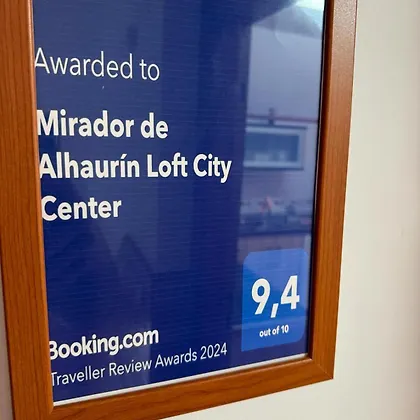 Awarded to
Mirador de
Alhaurín Loft City
Center
9,4
out of 10
Booking.com
Traveller Review Awards 2024